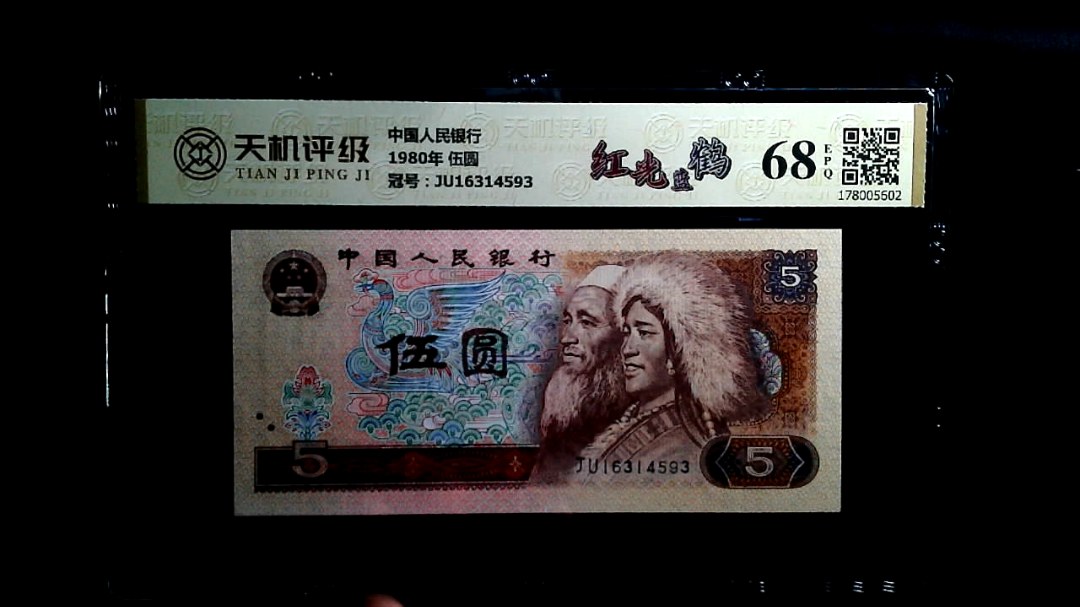 天机评级
TIAN JI PING JI
中国人民银行
1980年 伍圆
冠号：JU16314593
红光蓝鹤
68
EPQ
178005602
中国人民银行
5
伍圆
5
JU16314593
5